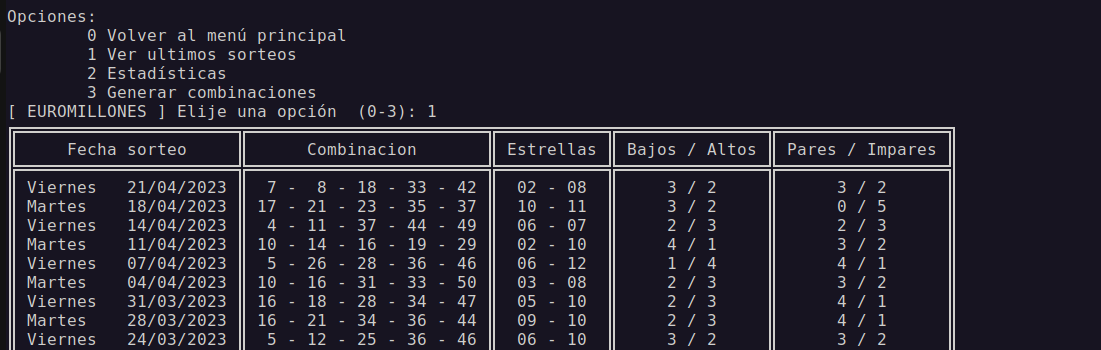 Opciones:
0 Volver al menú principal
1 Ver ultimos sorteos
2 Estadísticas
3 Generar combinaciones
[ EUROMILLONES ] Elije una opción  (0-3): 1
Fecha sorteo Combinacion Estrellas Bajos / Altos Pares / Impares
Viernes 21/04/2023 7 - 8 - 18 - 33 - 42 02 - 08 3 / 2 3 / 2
Martes 18/04/2023 17 - 21 - 23 - 35 - 37 10 - 11 3 / 2 0 / 5
Viernes 14/04/2023 4 - 11 - 37 - 44 - 49 06 - 07 2 / 3 2 / 3
Martes 11/04/2023 10 - 14 - 16 - 19 - 29 02 - 10 4 / 1 3 / 2
Viernes 07/04/2023 5 - 26 - 28 - 36 - 46 06 - 12 1 / 4 4 / 1
Martes 04/04/2023 10 - 16 - 31 - 33 - 50 03 - 08 2 / 3 3 / 2
Viernes 31/03/2023 16 - 18 - 28 - 34 - 47 05 - 10 2 / 3 4 / 1
Martes 28/03/2023 16 - 21 - 34 - 36 - 44 09 - 10 2 / 3 4 / 1
Viernes 24/03/2023 5 - 12 - 25 - 36 - 46 06 - 10 3 / 2 3 / 2